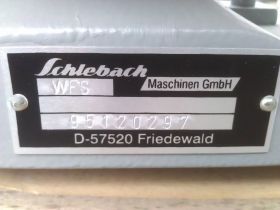 Schlebach
Maschinen GmbH
WFS
95120297
D-57520 Friedewald